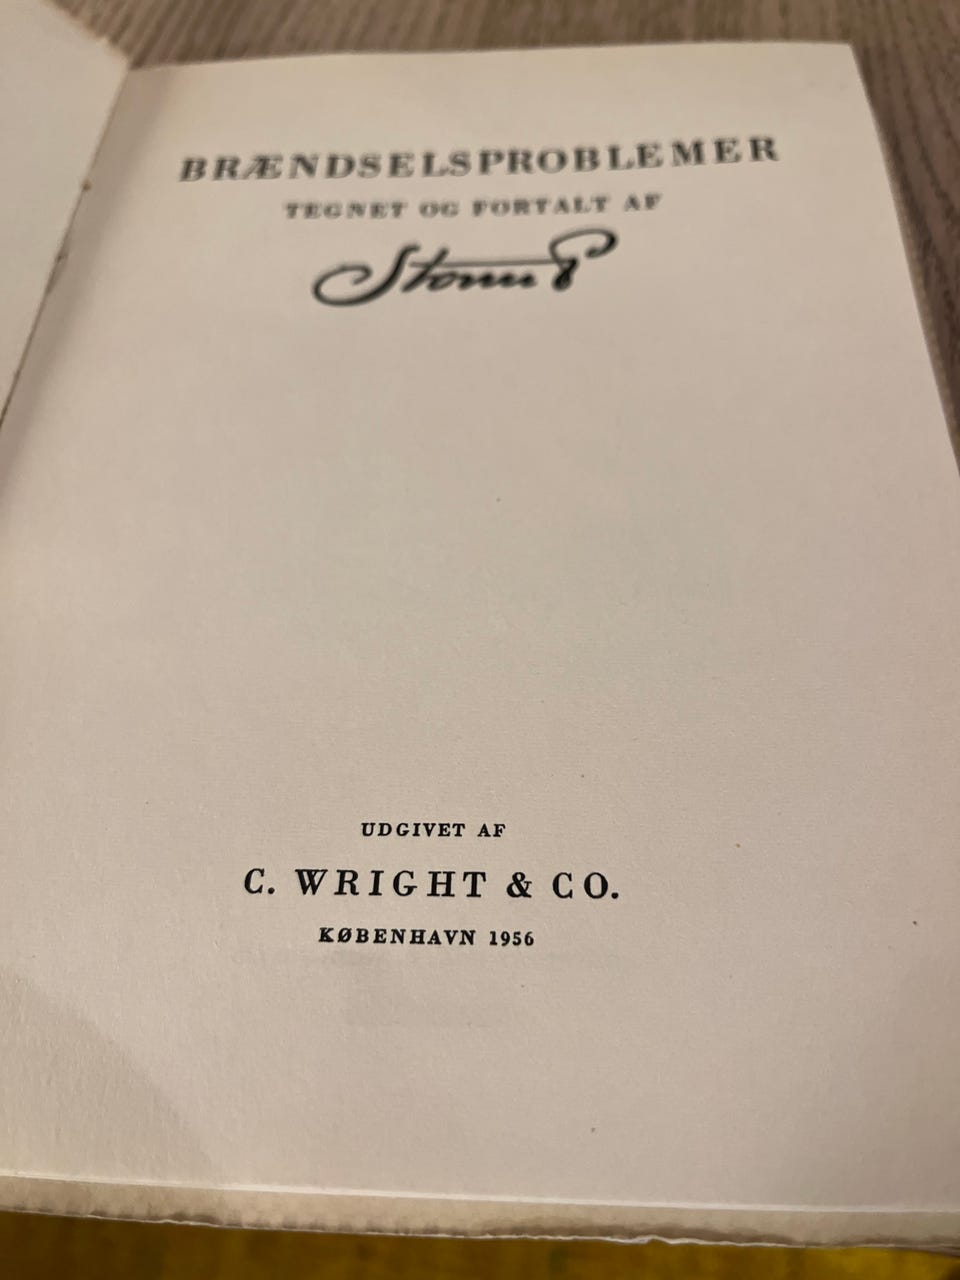 BRÆNDSELSPROBLEMER
TEGNET OG FORTALT AF
Storm P
UDGIVET AF
C. WRIGHT & CO.
KØBENHAVN 1956